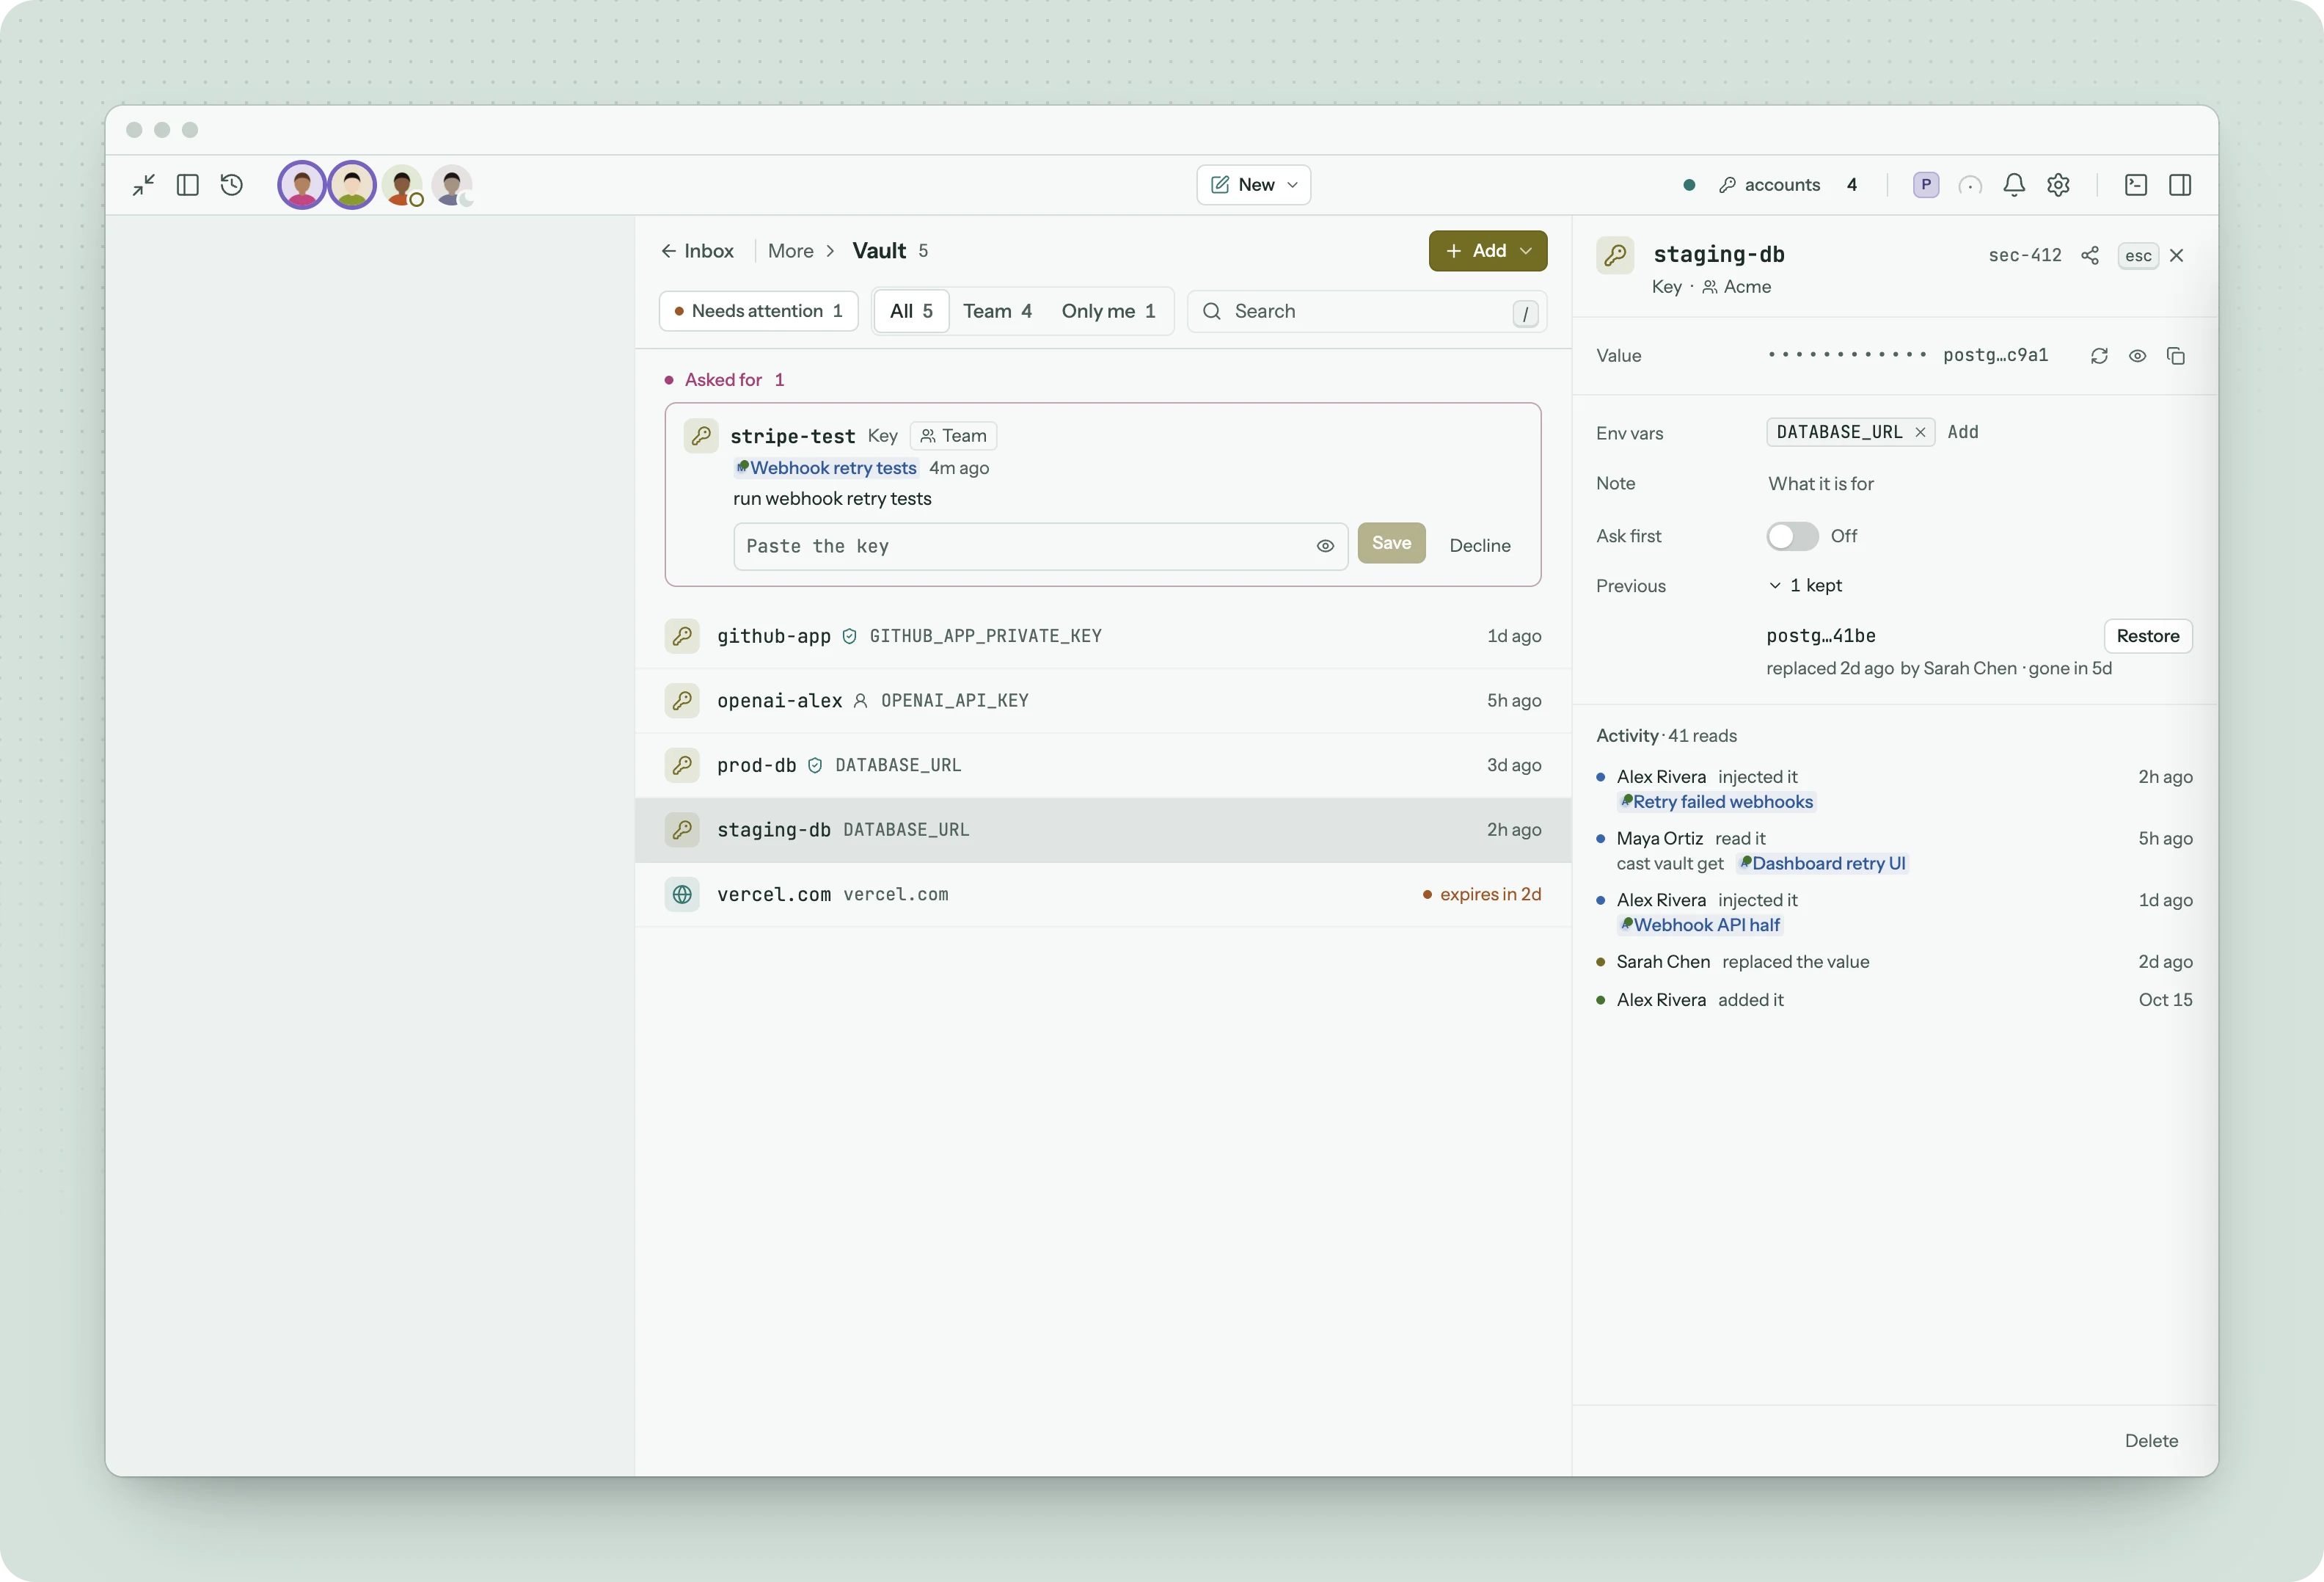 New
accounts 4
P
Inbox More Vault 5
Add
Needs attention 1
All 5 Team 4 Only me 1
Search /
Asked for 1
stripe-test Key Team
Webhook retry tests 4m ago
run webhook retry tests
Paste the key Save Decline
github-app GITHUB_APP_PRIVATE_KEY 1d ago
openai-alex OPENAI_API_KEY 5h ago
prod-db DATABASE_URL 3d ago
staging-db DATABASE_URL 2h ago
vercel.com vercel.com expires in 2d
staging-db sec-412 esc
Key · Acme
Value •••••••••••• postg…c9a1
Env vars DATABASE_URL × Add
Note What it is for
Ask first Off
Previous 1 kept
postg…41be Restore
replaced 2d ago by Sarah Chen · gone in 5d
Activity · 41 reads
Alex Rivera injected it 2h ago
Retry failed webhooks
Maya Ortiz read it 5h ago
cast vault get Dashboard retry UI
Alex Rivera injected it 1d ago
Webhook API half
Sarah Chen replaced the value 2d ago
Alex Rivera added it Oct 15
Delete